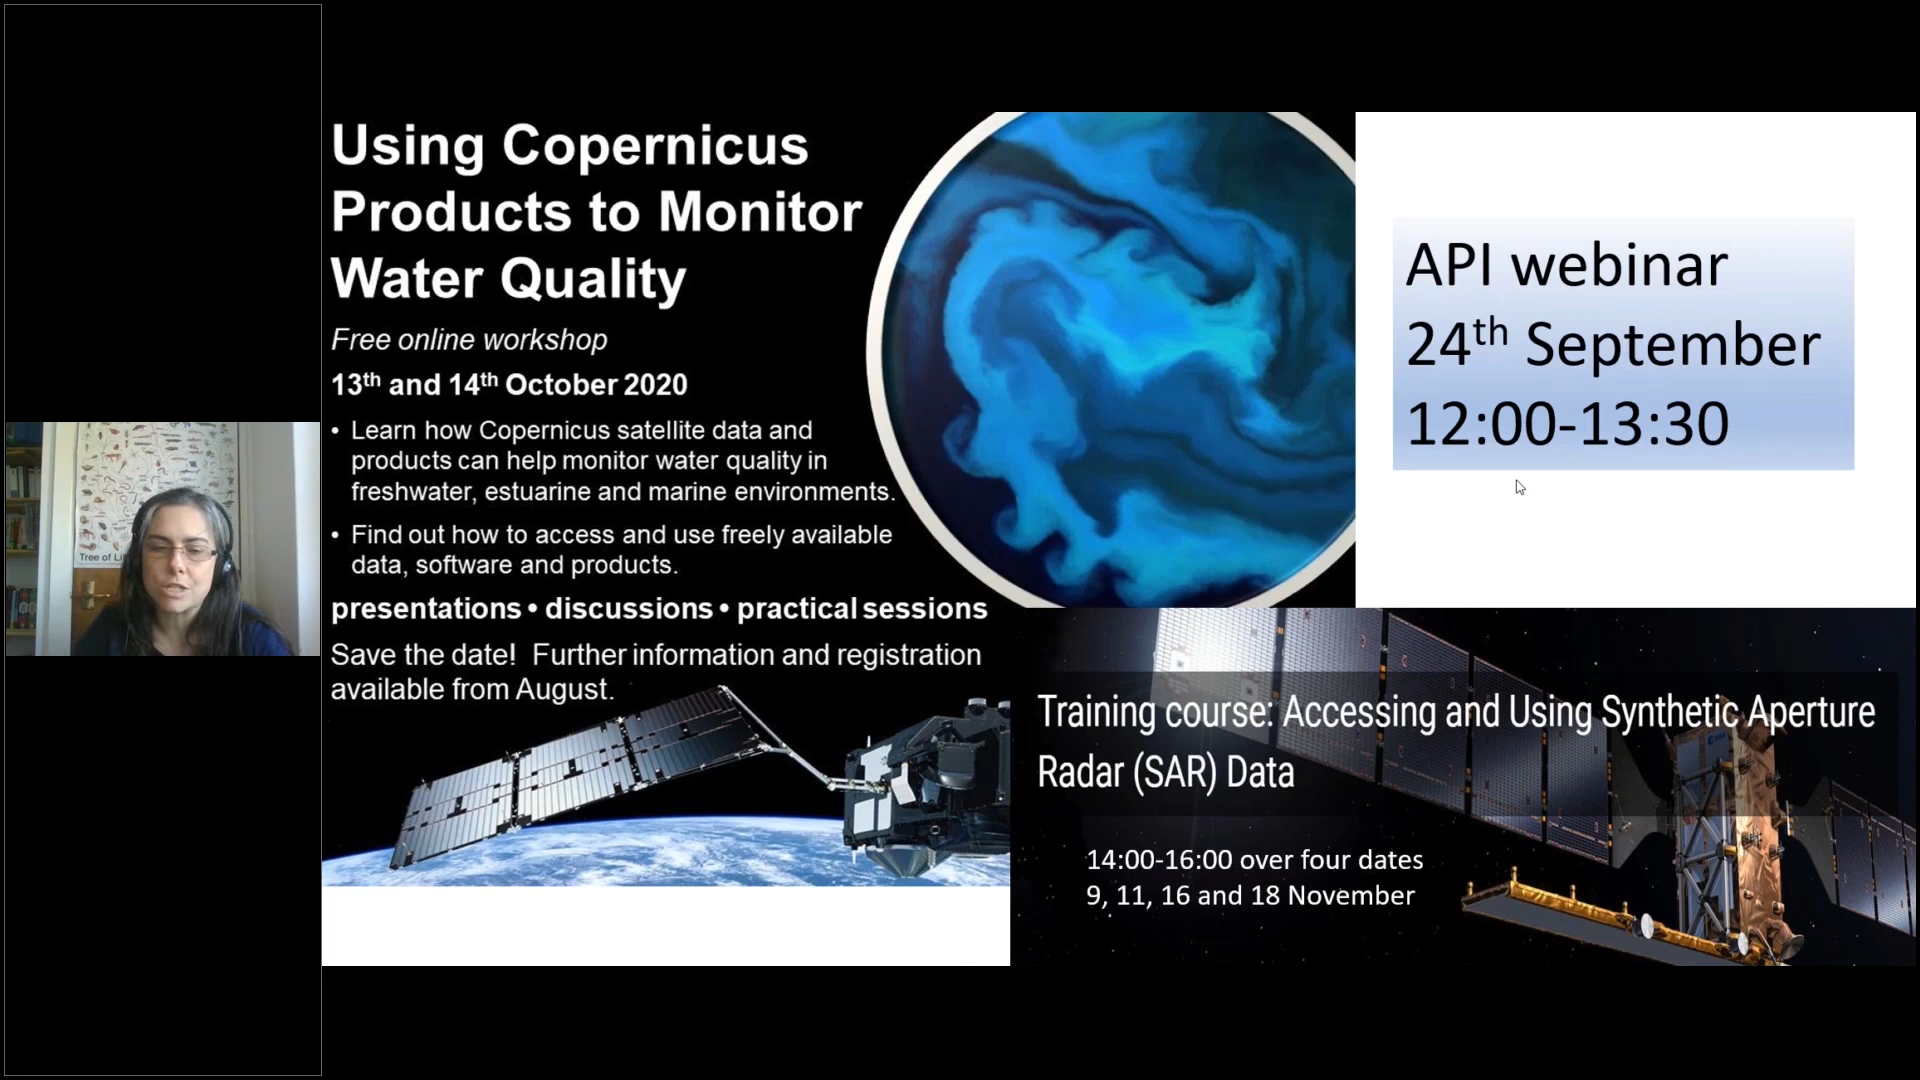 Using Copernicus
Products to Monitor
Water Quality
Free online workshop
13th and 14th October 2020
• Learn how Copernicus satellite data and
products can help monitor water quality in
freshwater, estuarine and marine environments.
• Find out how to access and use freely available
data, software and products.
presentations • discussions • practical sessions
Save the date! Further information and registration
available from August.
API webinar
24th September
12:00-13:30
Training course: Accessing and Using Synthetic Aperture
Radar (SAR) Data
14:00-16:00 over four dates
9, 11, 16 and 18 November
Tree of